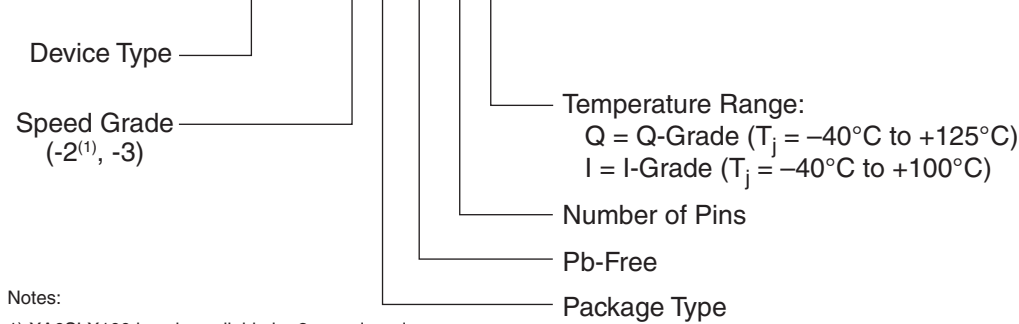 Device Type
Speed Grade
(-2(1), -3)
Temperature Range:
Q = Q-Grade (Tj = –40°C to +125°C)
I = I-Grade (Tj = –40°C to +100°C)
Number of Pins
Pb-Free
Package Type
Notes: